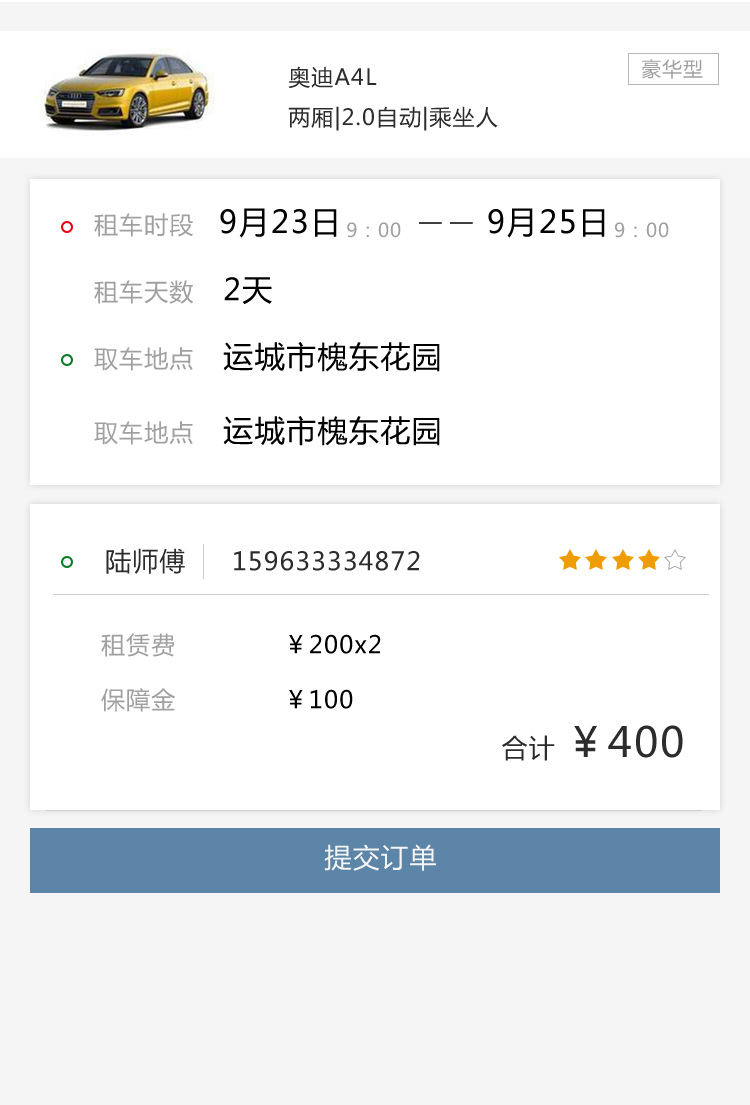 奥迪A4L
豪华型
两厢|2.0自动|乘坐人
租车时段 9月23日 9：00 —— 9月25日 9：00
租车天数 2天
取车地点 运城市槐东花园
取车地点 运城市槐东花园
陆师傅 159633334872
租赁费 ¥200x2
保障金 ¥100
合计 ¥400
提交订单